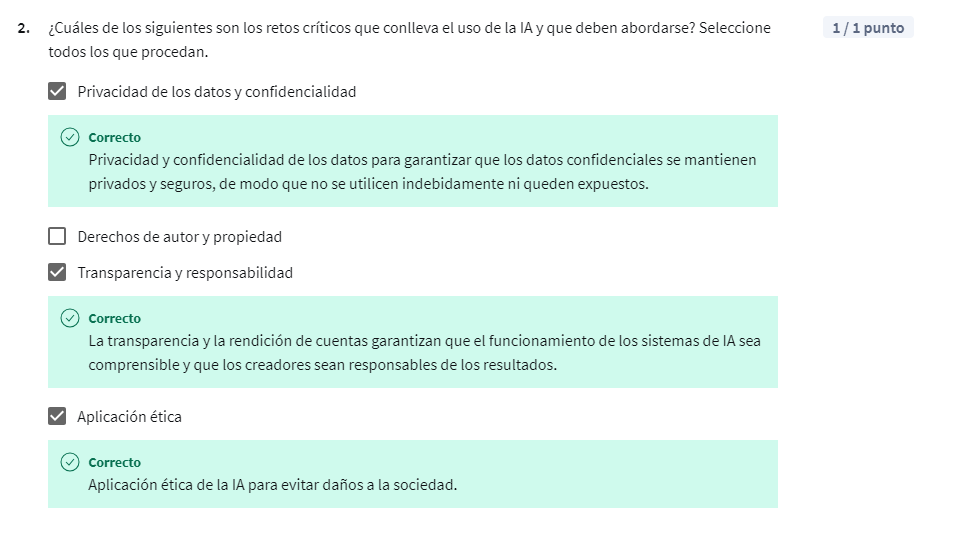 2. ¿Cuáles de los siguientes son los retos críticos que conlleva el uso de la IA y que deben abordarse? Seleccione
todos los que procedan.
1 / 1 punto
Privacidad de los datos y confidencialidad
Correcto
Privacidad y confidencialidad de los datos para garantizar que los datos confidenciales se mantienen
privados y seguros, de modo que no se utilicen indebidamente ni queden expuestos.
Derechos de autor y propiedad
Transparencia y responsabilidad
Correcto
La transparencia y la rendición de cuentas garantizan que el funcionamiento de los sistemas de IA sea
comprensible y que los creadores sean responsables de los resultados.
Aplicación ética
Correcto
Aplicación ética de la IA para evitar daños a la sociedad.